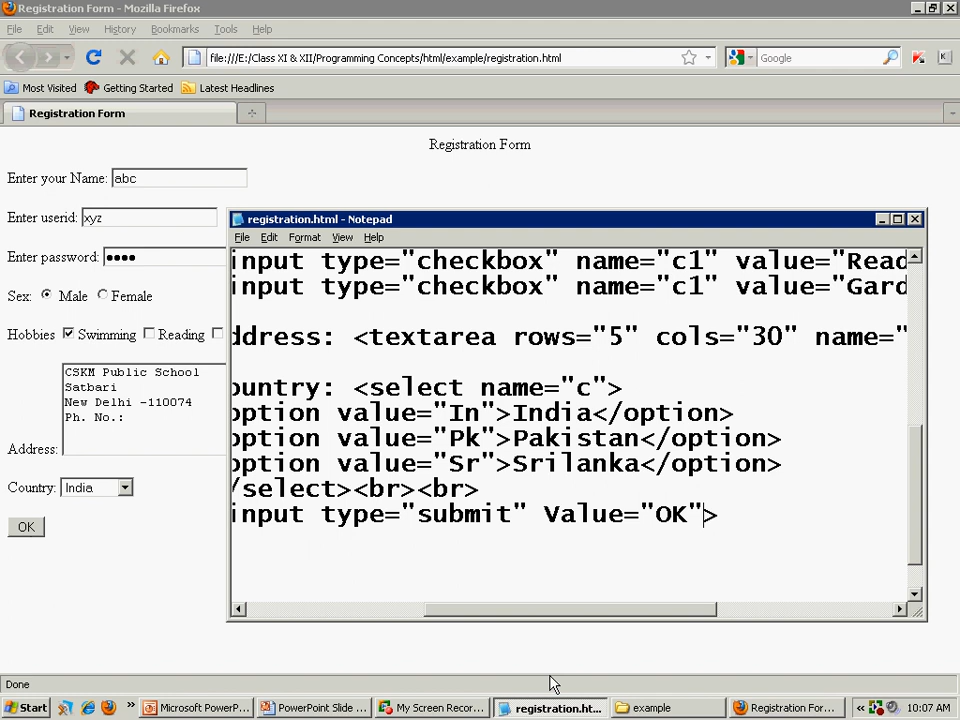 Registration Form - Mozilla Firefox
File Edit View History Bookmarks Tools Help
file:///E:/Class XI & XII/Programming Concepts/html/example/registration.html
Google
Most Visited Getting Started Latest Headlines
Registration Form
Registration Form
Enter your Name: abc
Enter userid: xyz
Enter password: ●●●●
Sex: Male Female
Hobbies Swimming Reading
CSKM Public School
Satbari
New Delhi -110074
Ph. No.:
Address:
Country: India
OK
registration.html - Notepad
File Edit Format View Help
input type="checkbox" name="c1" value="Read
input type="checkbox" name="c1" value="Gard
ddress: <textarea rows="5" cols="30" name="
ountry: <select name="c">
option value="In">India</option>
option value="Pk">Pakistan</option>
option value="Sr">Srilanka</option>
/select><br><br>
input type="submit" Value="OK">
Done
Start » Microsoft PowerP... PowerPoint Slide ... My Screen Recor... registration.ht... example Registration For... « 10:07 AM